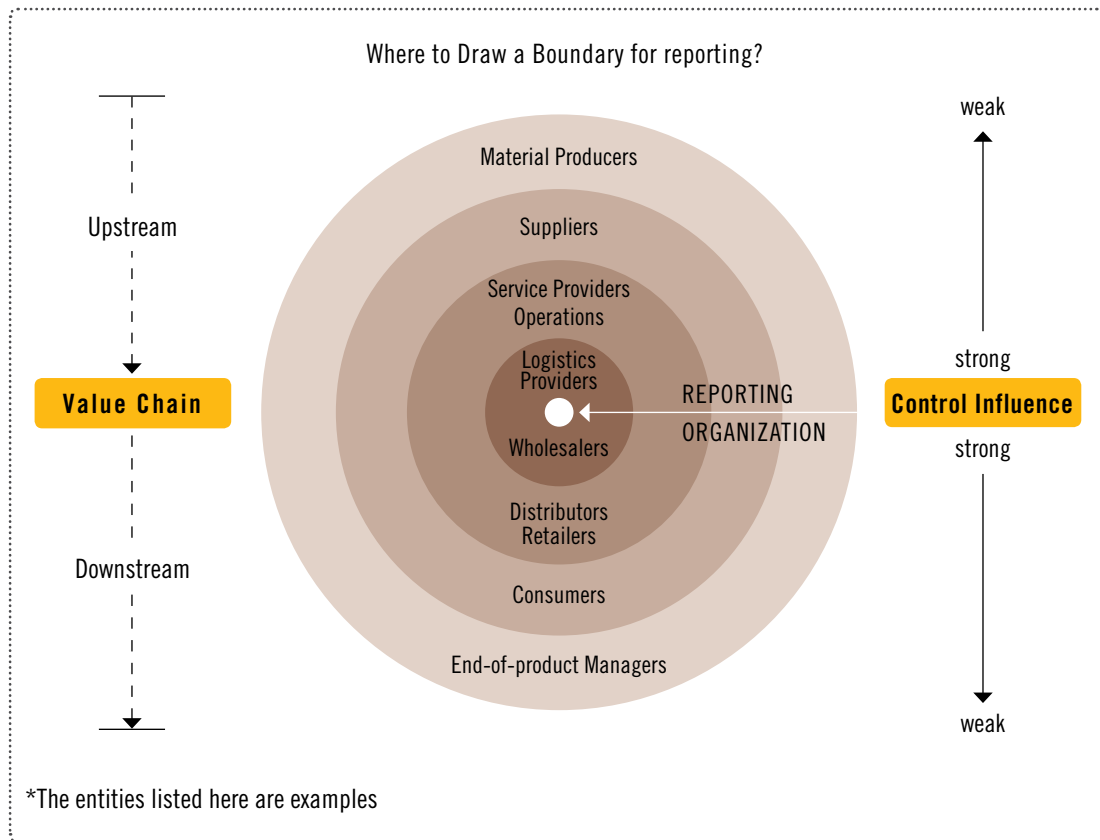 Where to Draw a Boundary for reporting?
weak
Material Producers
Upstream
Suppliers
Service Providers
Operations
Logistics
Providers
strong
Value Chain
REPORTING
ORGANIZATION
Control Influence
Wholesalers
strong
Distributors
Retailers
Downstream
Consumers
End-of-product Managers
weak
*The entities listed here are examples